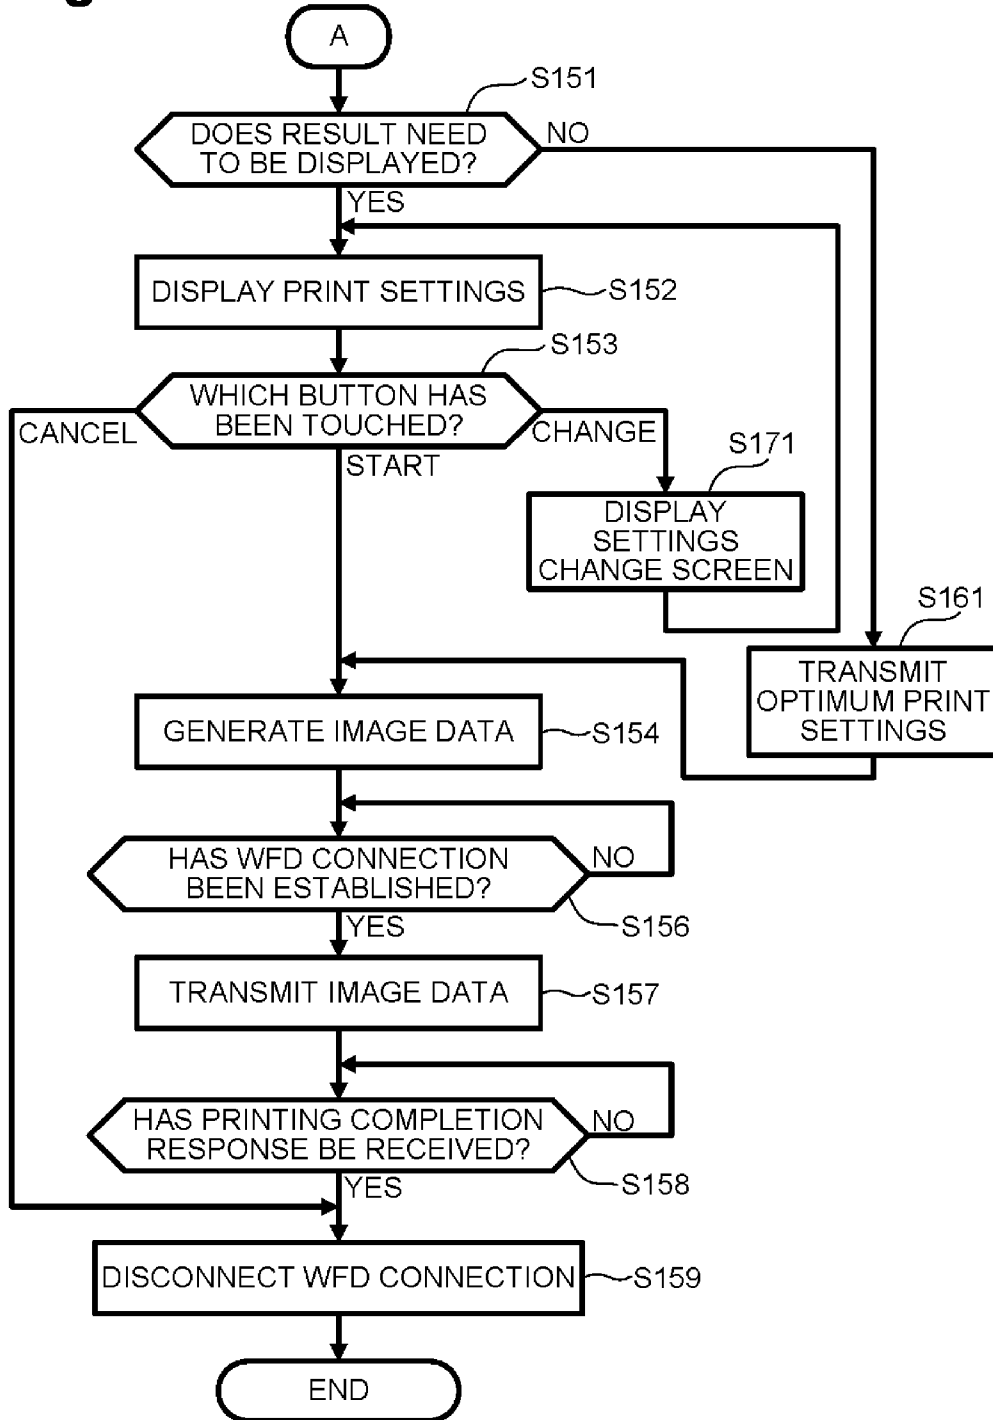 A
S151
DOES RESULT NEED
TO BE DISPLAYED?
NO
YES
DISPLAY PRINT SETTINGS
S152
S153
WHICH BUTTON HAS
BEEN TOUCHED?
CANCEL
CHANGE
START
S171
DISPLAY
SETTINGS
CHANGE SCREEN
S161
TRANSMIT
OPTIMUM PRINT
SETTINGS
GENERATE IMAGE DATA
S154
HAS WFD CONNECTION
BEEN ESTABLISHED?
NO
S156
YES
TRANSMIT IMAGE DATA
S157
HAS PRINTING COMPLETION
RESPONSE BE RECEIVED?
NO
S158
YES
DISCONNECT WFD CONNECTION
S159
END